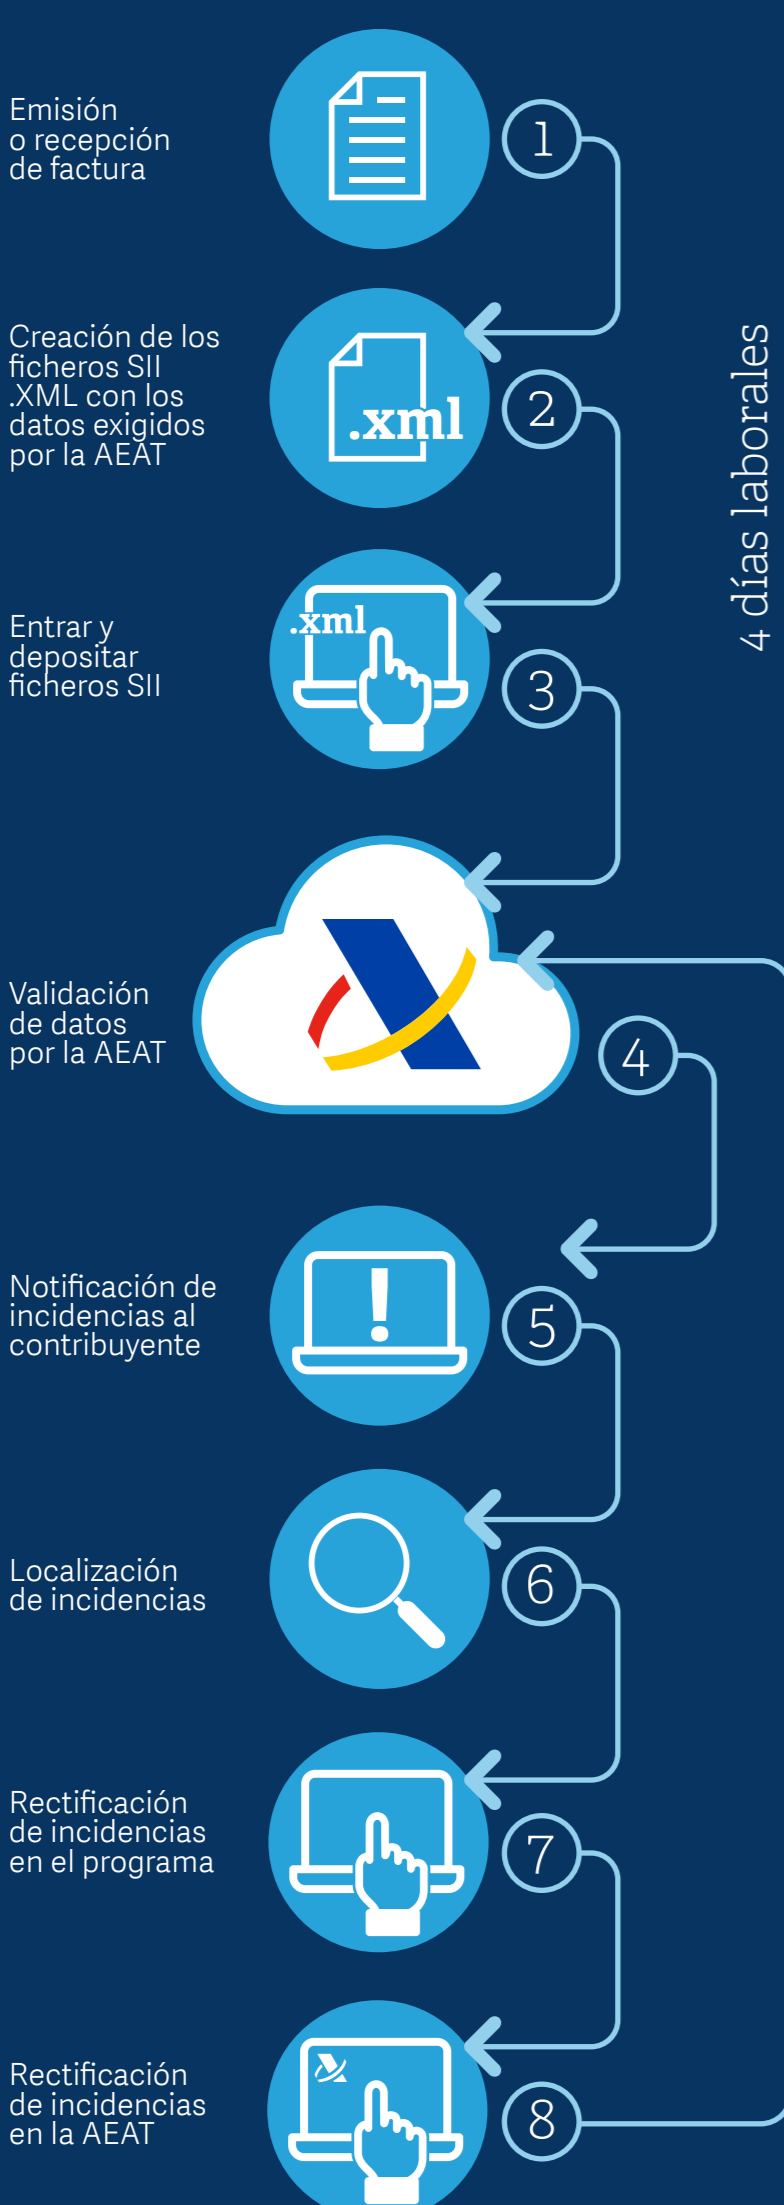 Emisión
o recepción
de factura
1
Creación de los
ficheros SII
.XML con los
datos exigidos
por la AEAT
.xml
2
4 días laborales
Entrar y
depositar
ficheros SII
.xml
3
Validación
de datos
por la AEAT
4
Notificación de
incidencias al
contribuyente
!
5
Localización
de incidencias
6
Rectificación
de incidencias
en el programa
7
Rectificación
de incidencias
en la AEAT
8